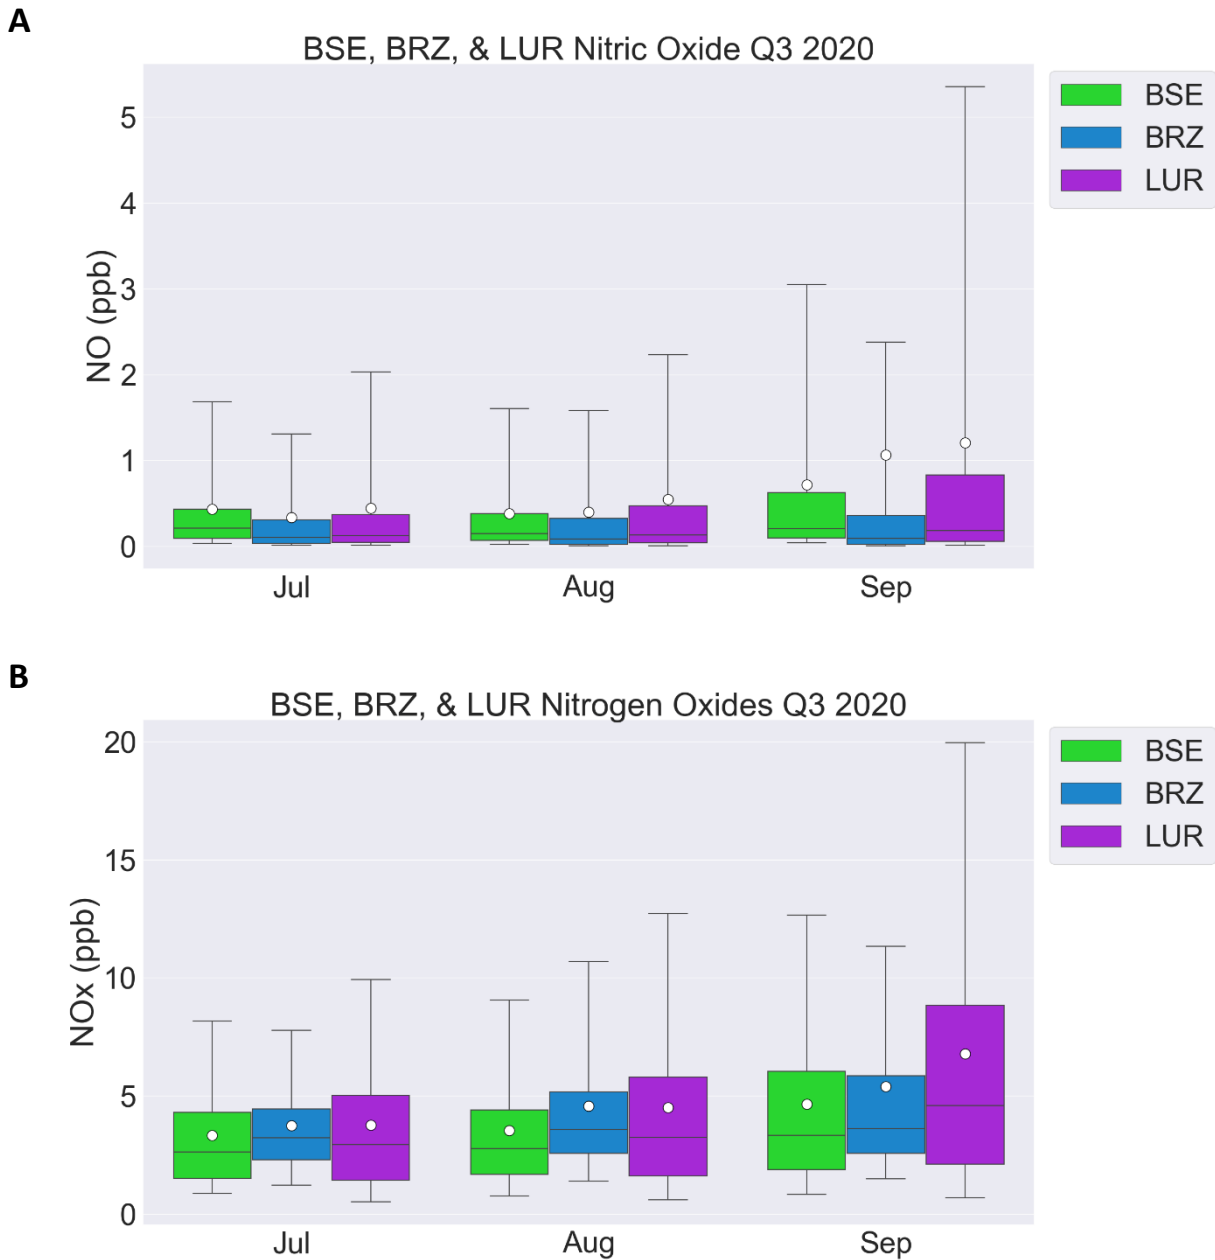 A
BSE, BRZ, & LUR Nitric Oxide Q3 2020
NO (ppb)
5
4
3
2
1
0
Jul Aug Sep
BSE
BRZ
LUR
B
BSE, BRZ, & LUR Nitrogen Oxides Q3 2020
NOx (ppb)
20
15
10
5
0
Jul Aug Sep
BSE
BRZ
LUR